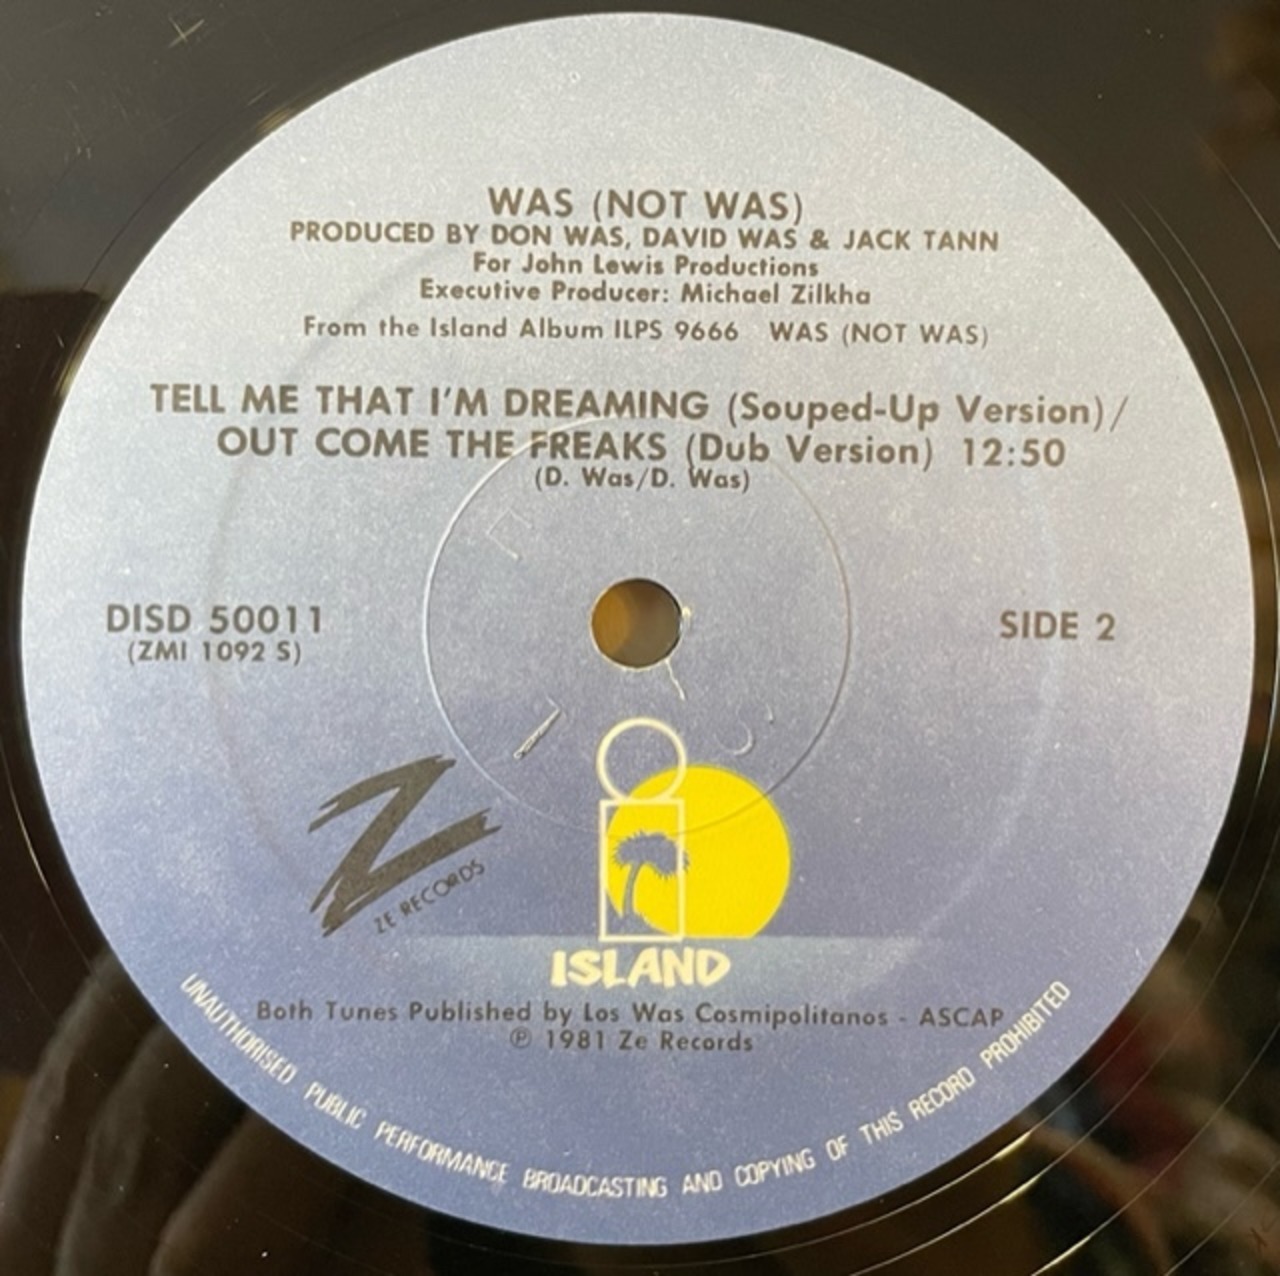 WAS (NOT WAS)
PRODUCED BY DON WAS, DAVID WAS & JACK TANN
For John Lewis Productions
Executive Producer: Michael Zilkha
From the Island Album ILPS 9666 WAS (NOT WAS)
TELL ME THAT I'M DREAMING (Souped-Up Version)/
OUT COME THE FREAKS (Dub Version) 12:50
(D. Was/D. Was)
DISD 50011
(ZMI 1092 S)
SIDE 2
Z
ZE RECORDS
ISLAND
Both Tunes Published by Los Was Cosmipolitanos - ASCAP
℗ 1981 Ze Records
UNAUTHORISED PUBLIC PERFORMANCE BROADCASTING AND COPYING OF THIS RECORD PROHIBITED